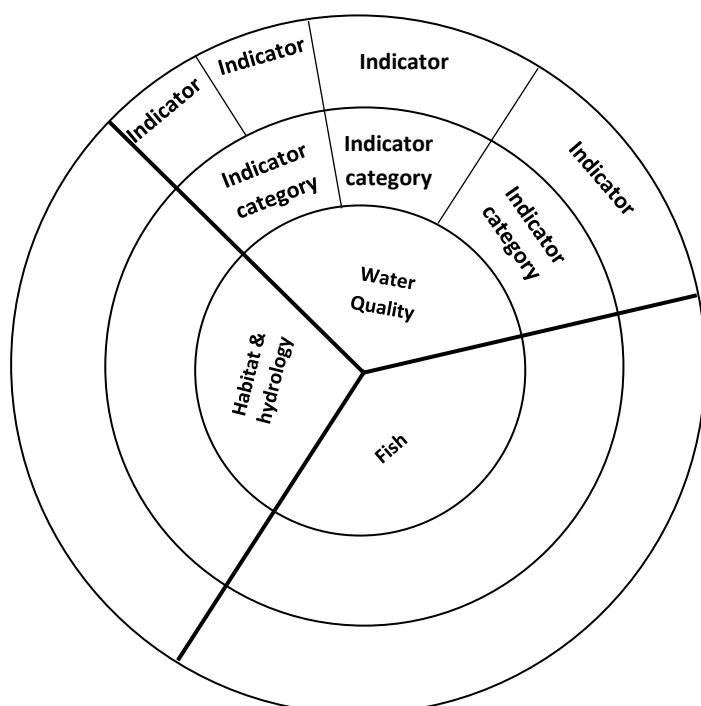 Indicator
Indicator
Indicator
Indicator
Indicator
category
Indicator
category
Indicator
category
Water
Quality
Habitat &
hydrology
Fish